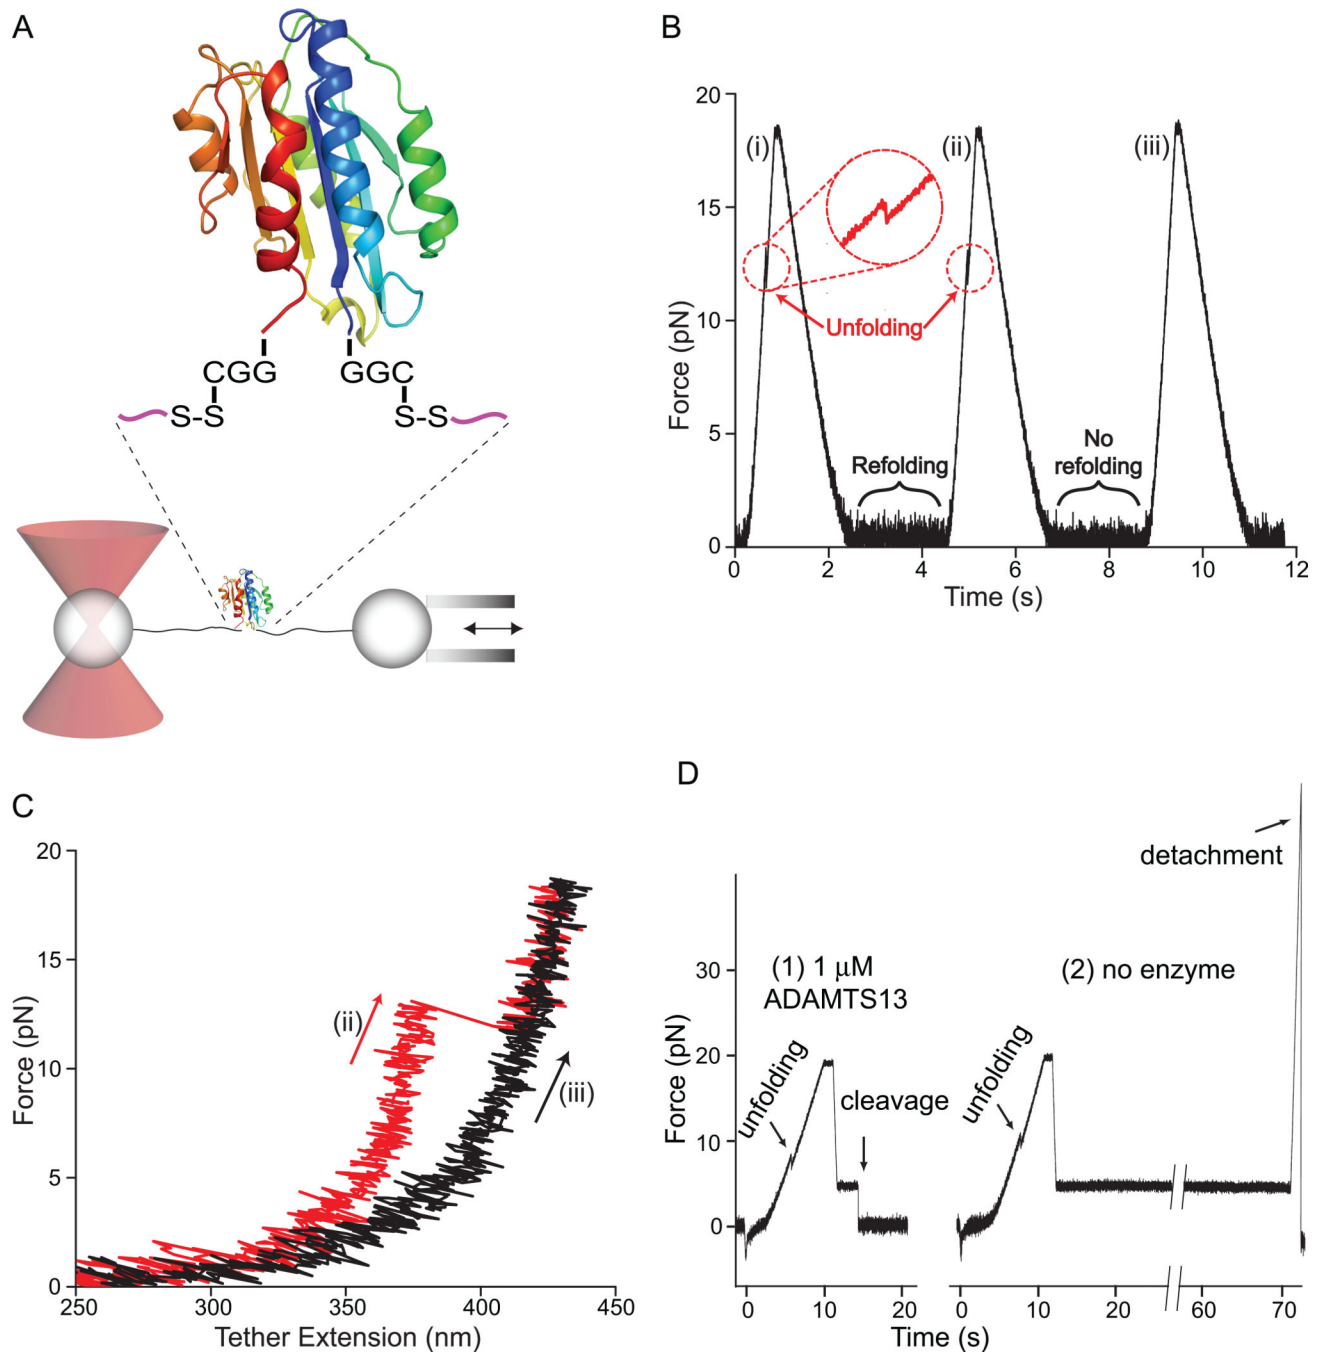 A
CGG GGC
S-S S-S
B
20
15
10
5
0
Force (pN)
(i) (ii) (iii)
Unfolding
Refolding
No
refolding
0 2 4 6 8 10 12
Time (s)
C
20
15
10
5
0
Force (pN)
(ii)
(iii)
250 300 350 400 450
Tether Extension (nm)
D
detachment
30
20
10
0
Force (pN)
(1) 1 μM
ADAMTS13
(2) no enzyme
unfolding
cleavage
unfolding
0 10 20 0 10 20 60 70
Time (s)